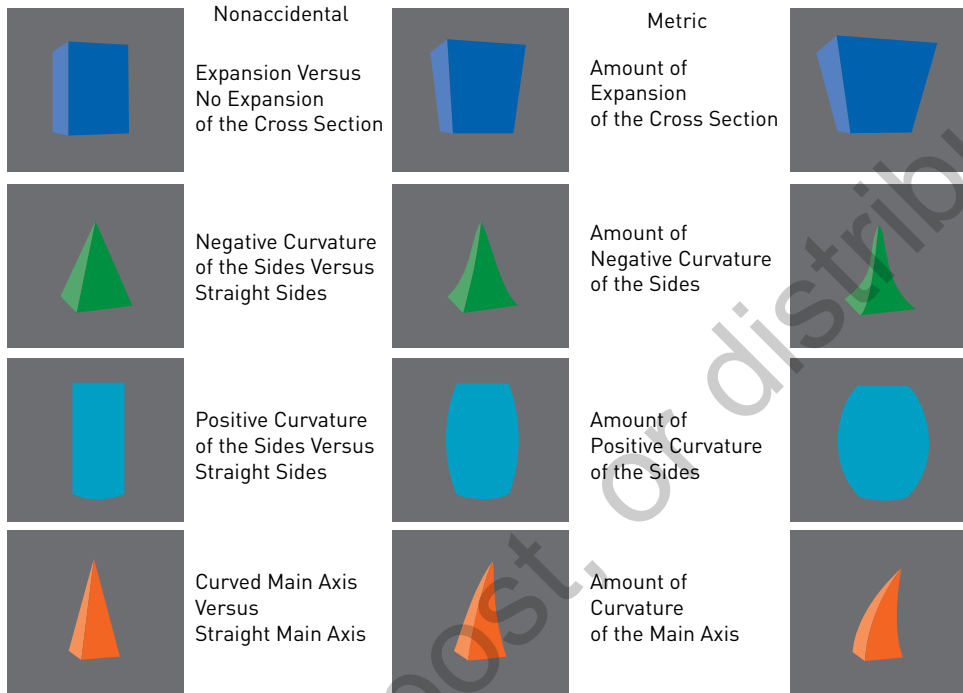 Nonaccidental
Metric
Expansion Versus
No Expansion
of the Cross Section
Amount of
Expansion
of the Cross Section
Negative Curvature
of the Sides Versus
Straight Sides
Amount of
Negative Curvature
of the Sides
Positive Curvature
of the Sides Versus
Straight Sides
Amount of
Positive Curvature
of the Sides
Curved Main Axis
Versus
Straight Main Axis
Amount of
Curvature
of the Main Axis
post, or distribu